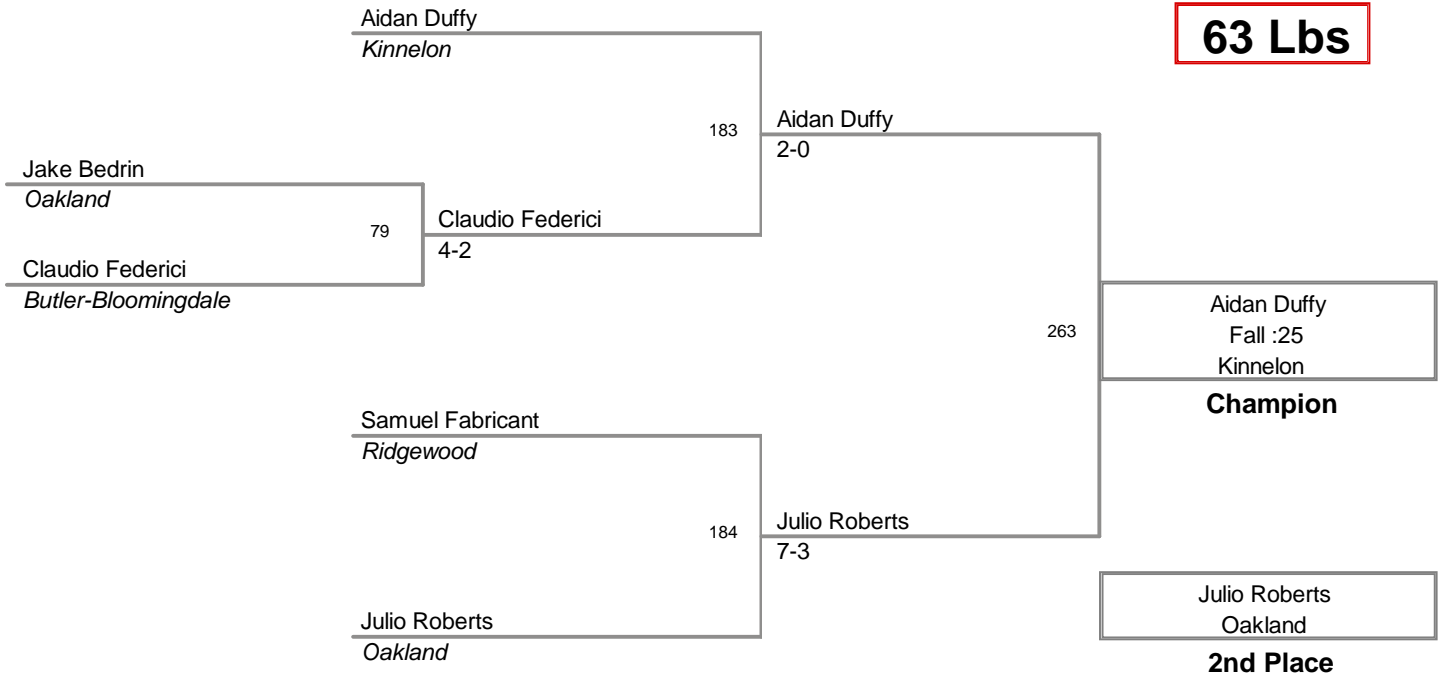 Aidan Duffy
Kinnelon
63 Lbs
183
Aidan Duffy
2-0
Jake Bedrin
Oakland
79
Claudio Federici
4-2
Claudio Federici
Butler-Bloomingdale
263
Aidan Duffy
Fall :25
Kinnelon
Champion
Samuel Fabricant
Ridgewood
184
Julio Roberts
7-3
Julio Roberts
Oakland
Julio Roberts
Oakland
2nd Place